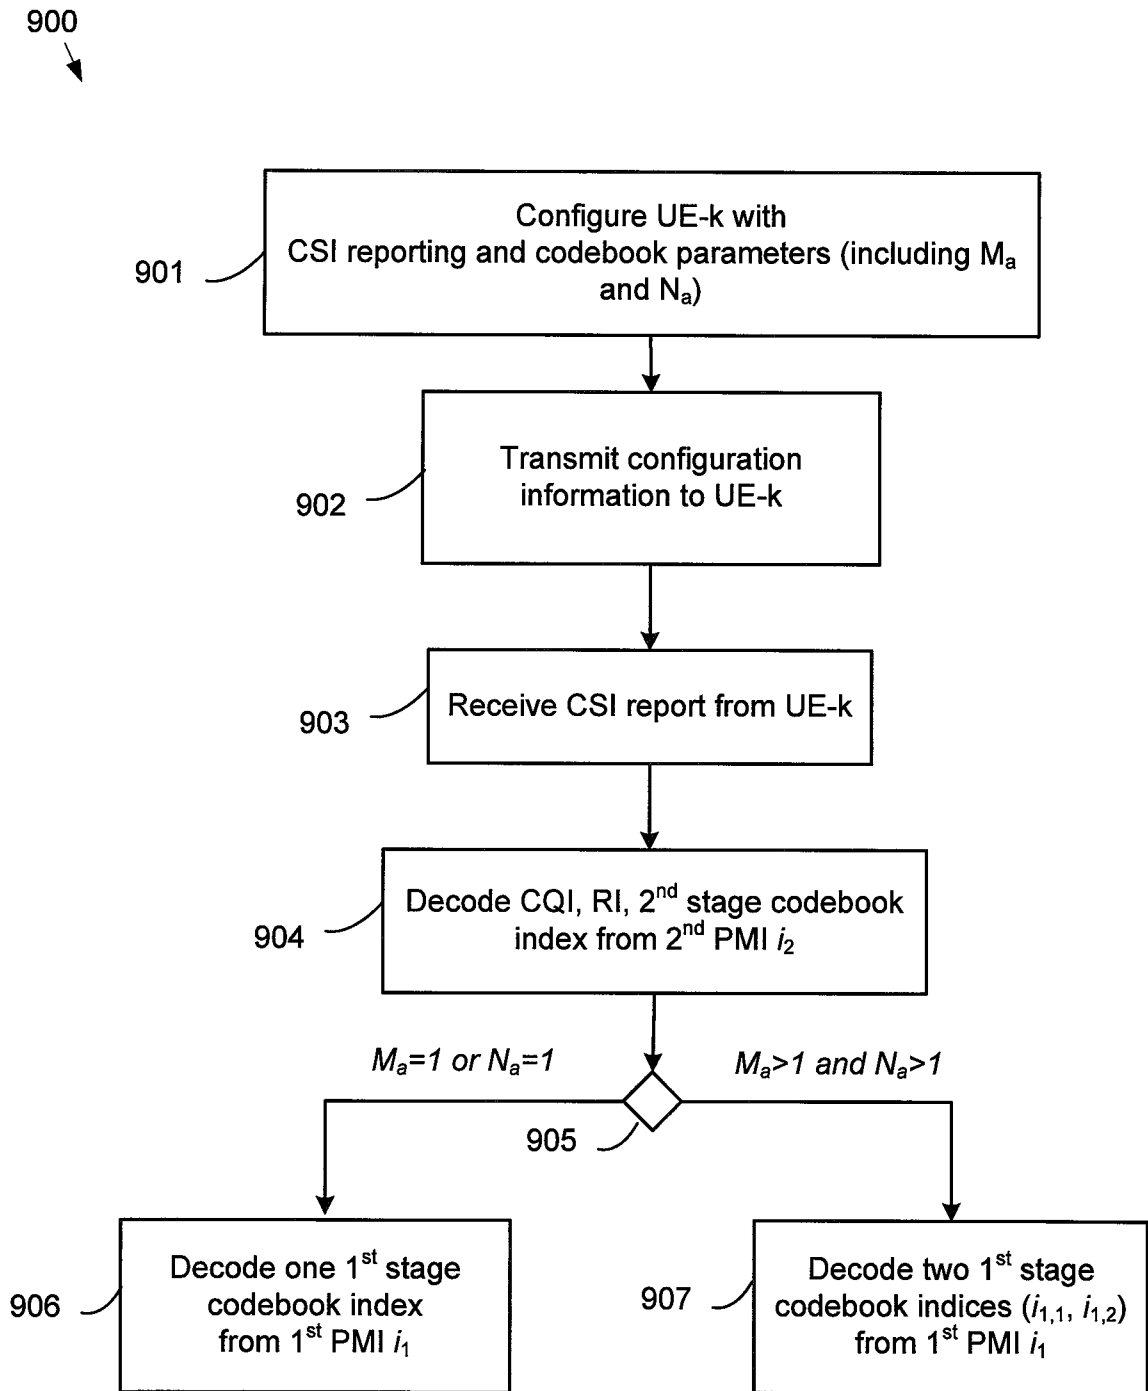 900
Configure UE-k with
CSI reporting and codebook parameters (including Ma
and Na)
901
Transmit configuration
information to UE-k
902
Receive CSI report from UE-k
903
Decode CQI, RI, 2nd stage codebook
index from 2nd PMI i2
904
Ma=1 or Na=1
Ma>1 and Na>1
905
Decode one 1st stage
codebook index
from 1st PMI i1
906
Decode two 1st stage
codebook indices (i1,1, i1,2)
from 1st PMI i1
907